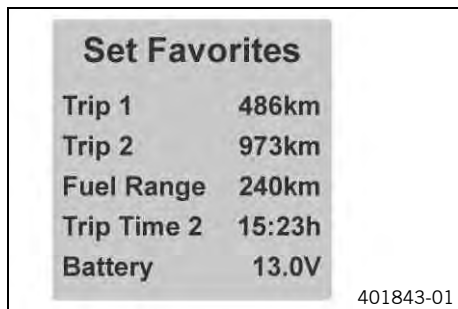 Set Favorites
Trip 1 486km
Trip 2 973km
Fuel Range 240km
Trip Time 2 15:23h
Battery 13.0V
401843-01